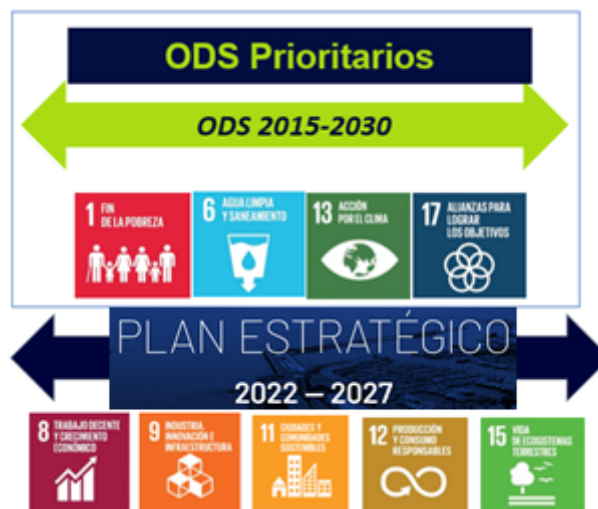 ODS Prioritarios
ODS 2015-2030
1 FIN
DE LA POBREZA
6 AGUA LIMPIA
Y SANEAMIENTO
13 ACCIÓN
POR EL CLIMA
17 ALIANZAS PARA
LOGRAR
LOS OBJETIVOS
PLAN ESTRATÉGICO
2022 – 2027
8 TRABAJO DECENTE
Y CRECIMIENTO
ECONÓMICO
9 INDUSTRIA,
INNOVACIÓN E
INFRAESTRUCTURA
11 CIUDADES Y
COMUNIDADES
SOSTENIBLES
12 PRODUCCIÓN
Y CONSUMO
RESPONSABLES
15 VIDA
DE ECOSISTEMAS
TERRESTRES